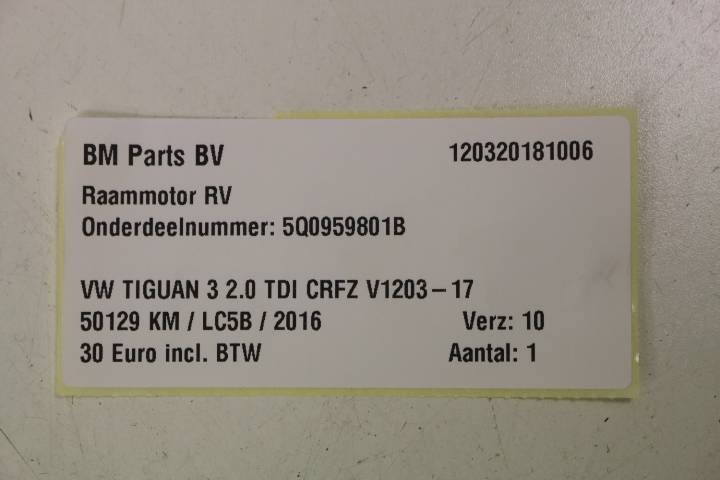 BM Parts BV 120320181006
Raammotor RV
Onderdeelnummer: 5Q0959801B
VW TIGUAN 3 2.0 TDI CRFZ V1203-17
50129 KM / LC5B / 2016 Verz: 10
30 Euro incl. BTW Aantal: 1